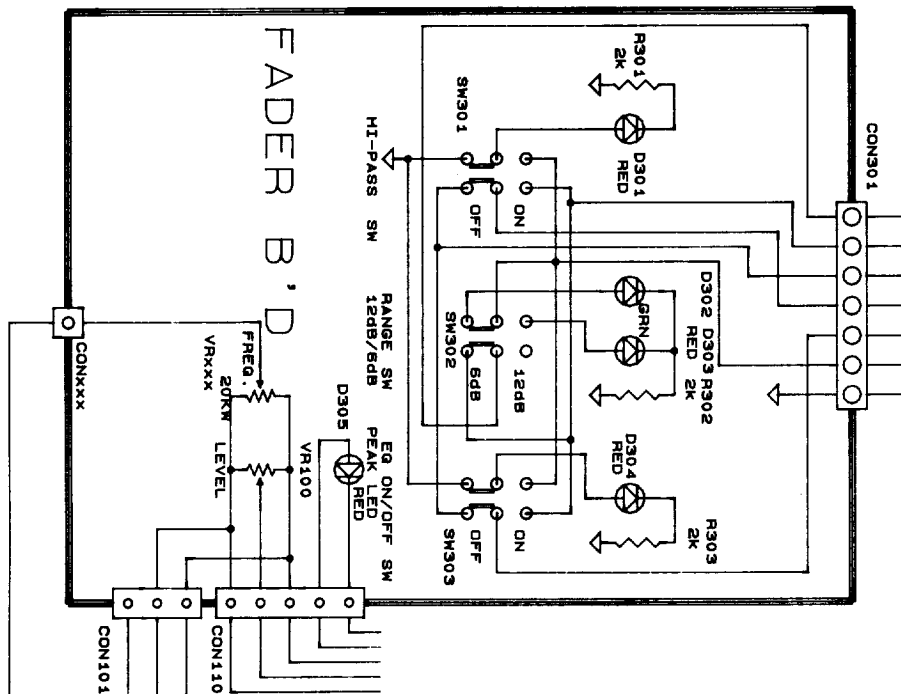 FADER B'D
R301
2k
D301
RED
SW301
HI-PASS SW
OFF
ON
CON301
D302
GRN
D303
RED
R302
2k
SW302
RANGE SW
12dB/6dB
6dB
12dB
D304
RED
R303
2k
SW303
EQ ON/OFF SW
OFF
ON
PEAK LED
D305
RED
CONxxx
FREQ.
VRxxx
20KW
LEVEL
VR100
CON101
CON110